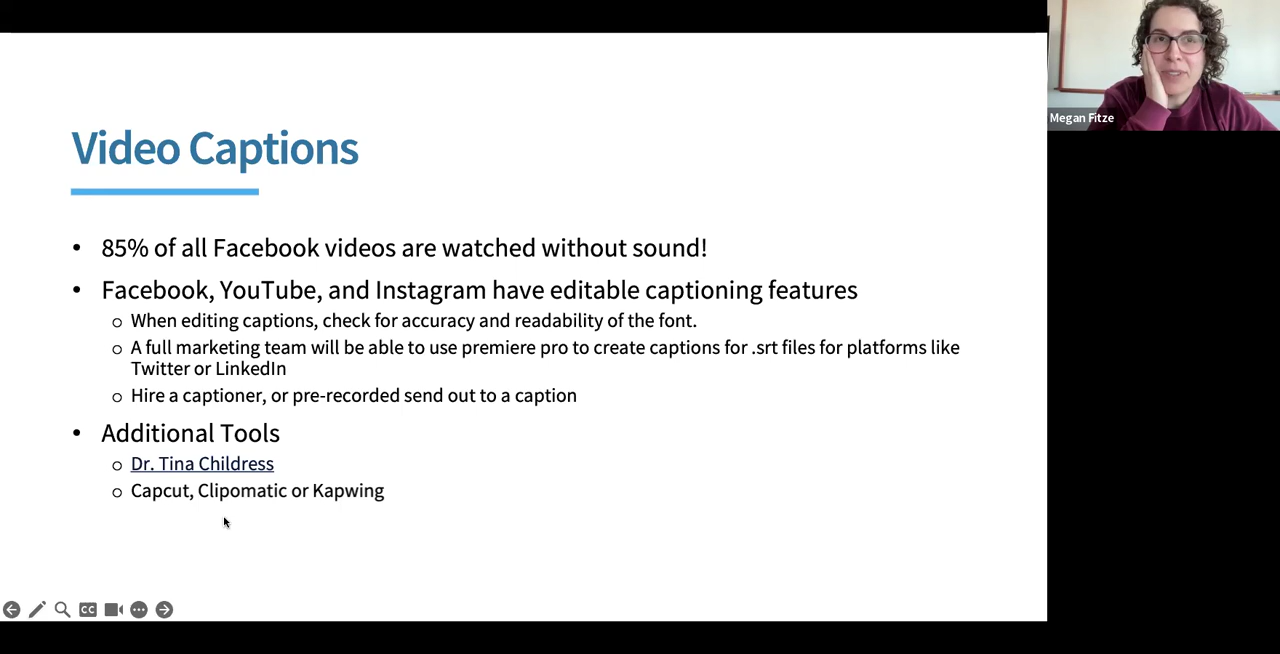 Video Captions
• 85% of all Facebook videos are watched without sound!
• Facebook, YouTube, and Instagram have editable captioning features
o When editing captions, check for accuracy and readability of the font.
o A full marketing team will be able to use premiere pro to create captions for .srt files for platforms like
Twitter or LinkedIn
o Hire a captioner, or pre-recorded send out to a caption
• Additional Tools
o Dr. Tina Childress
o Capcut, Clipomatic or Kapwing
CC
Megan Fitze